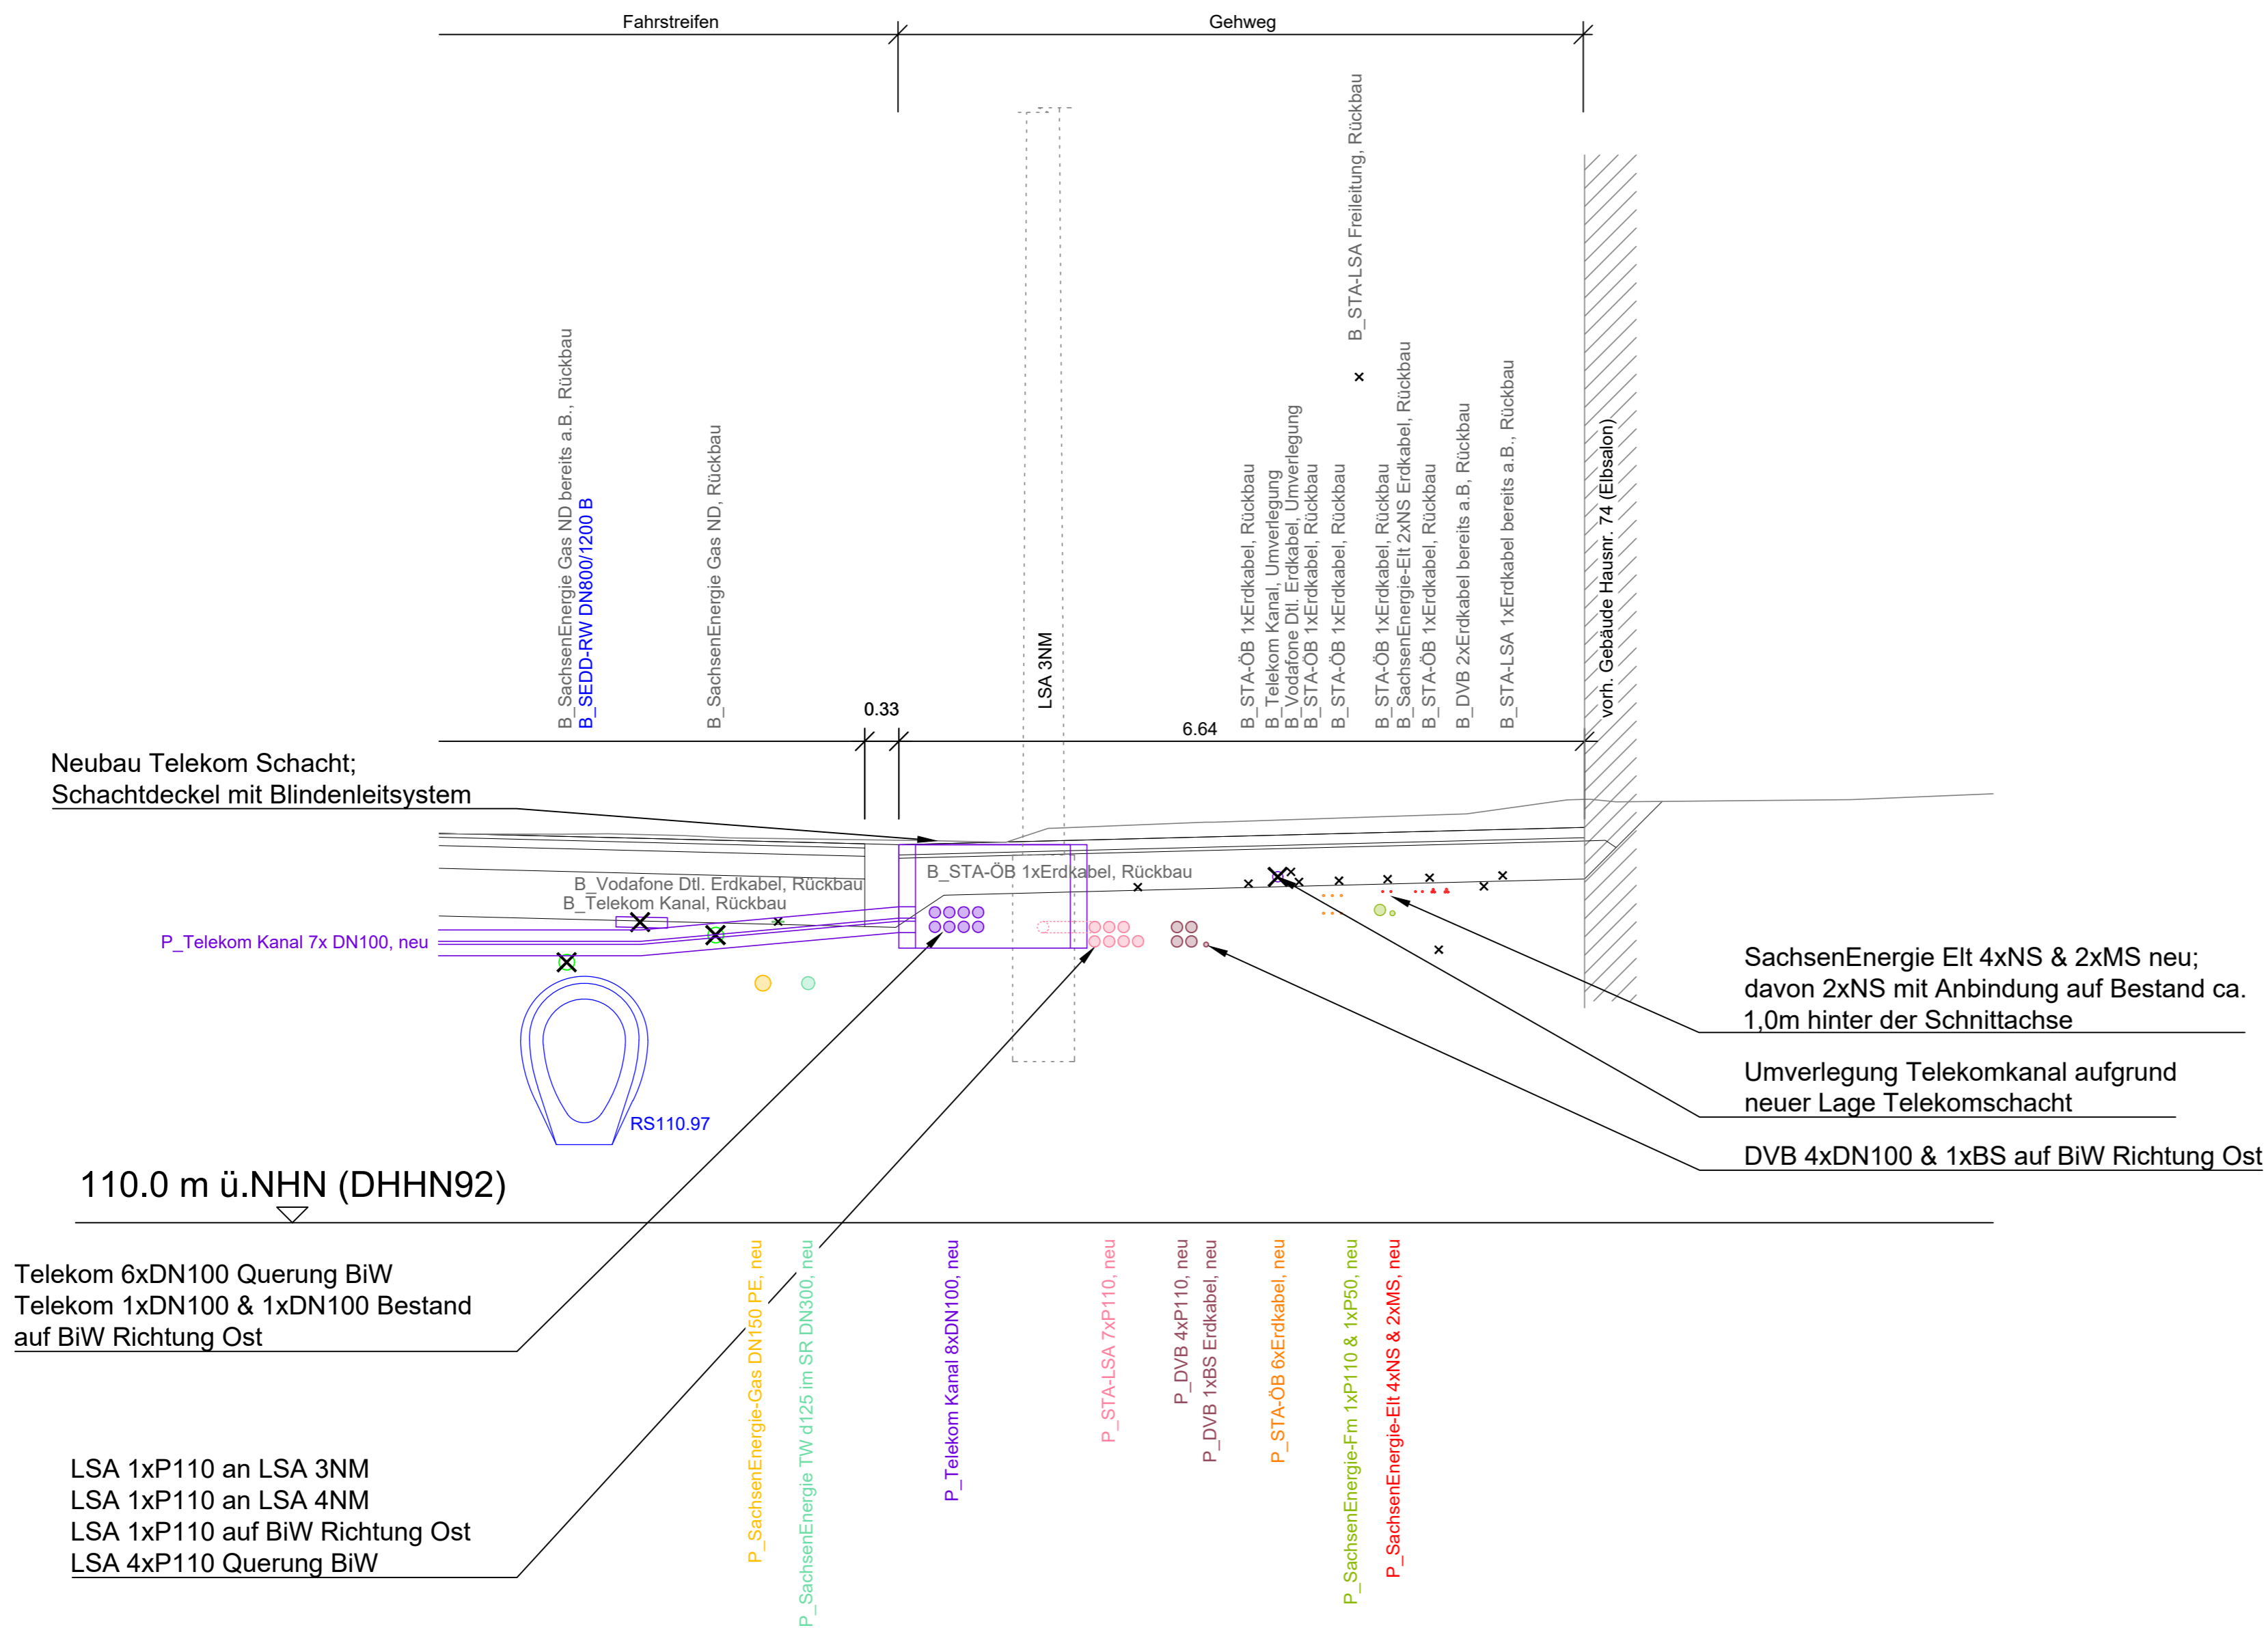 Fahrstreifen
Gehweg
B_SachsenEnergie Gas ND bereits a.B., Rückbau
B_SEDD-RW DN800/1200 B
B_SachsenEnergie Gas ND, Rückbau
LSA 3NM
B_STA-ÖB 1xErdkabel, Rückbau
B_Telekom Kanal, Umverlegung
B_Vodafone Dtl. Erdkabel, Umverlegung
B_STA-ÖB 1xErdkabel, Rückbau
B_STA-ÖB 1xErdkabel, Rückbau
B_STA-LSA Freileitung, Rückbau
B_STA-ÖB 1xErdkabel, Rückbau
B_SachsenEnergie-Elt 2xNS Erdkabel, Rückbau
B_STA-ÖB 1xErdkabel, Rückbau
B_DVB 2xErdkabel bereits a.B, Rückbau
B_STA-LSA 1xErdkabel bereits a.B., Rückbau
vorh. Gebäude Hausnr. 74 (Elbsalon)
0.33
6.64
Neubau Telekom Schacht;
Schachtdeckel mit Blindenleitsystem
B_STA-ÖB 1xErdkabel, Rückbau
B_Vodafone Dtl. Erdkabel, Rückbau
B_Telekom Kanal, Rückbau
P_Telekom Kanal 7x DN100, neu
SachsenEnergie Elt 4xNS & 2xMS neu;
davon 2xNS mit Anbindung auf Bestand ca.
1,0m hinter der Schnittachse
Umverlegung Telekomkanal aufgrund
neuer Lage Telekomschacht
RS110.97
DVB 4xDN100 & 1xBS auf BiW Richtung Ost
110.0 m ü.NHN (DHHN92)
Telekom 6xDN100 Querung BiW
Telekom 1xDN100 & 1xDN100 Bestand
auf BiW Richtung Ost
P_SachsenEnergie-Gas DN150 PE, neu
P_SachsenEnergie TW d125 im SR DN300, neu
P_Telekom Kanal 8xDN100, neu
P_STA-LSA 7xP110, neu
P_DVB 4xP110, neu
P_DVB 1xBS Erdkabel, neu
P_STA-ÖB 6xErdkabel, neu
P_SachsenEnergie-Fm 1xP110 & 1xP50, neu
P_SachsenEnergie-Elt 4xNS & 2xMS, neu
LSA 1xP110 an LSA 3NM
LSA 1xP110 an LSA 4NM
LSA 1xP110 auf BiW Richtung Ost
LSA 4xP110 Querung BiW